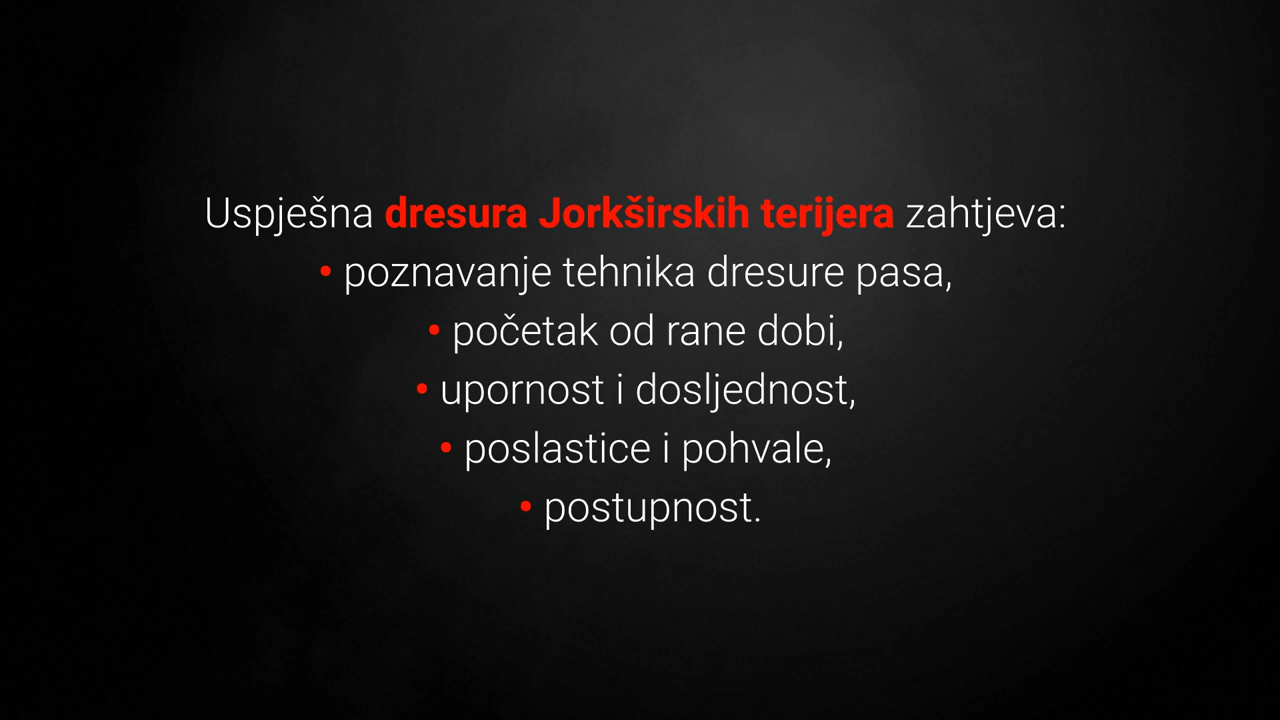 Uspješna dresura Jorkširskih terijera zahtjeva:
• poznavanje tehnika dresure pasa,
• početak od rane dobi,
• upornost i dosljednost,
• poslastice i pohvale,
• postupnost.